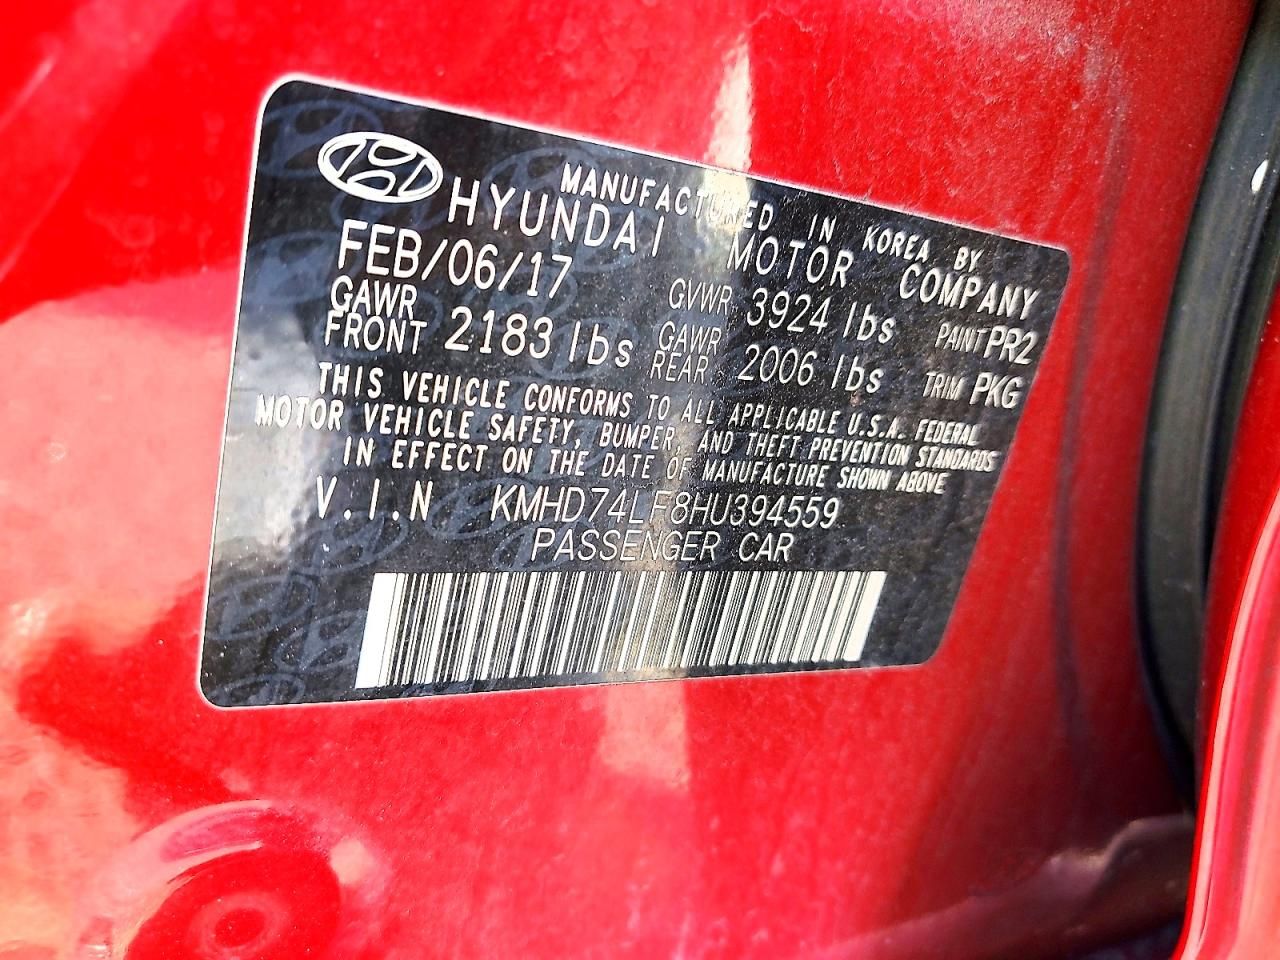 MANUFACTURED IN KOREA BY
HYUNDAI MOTOR COMPANY
FEB/06/17 GVWR 3924 lbs PAINT PR2
GAWR FRONT 2183 lbs GAWR REAR 2006 lbs TRIM PKG
THIS VEHICLE CONFORMS TO ALL APPLICABLE U.S.A. FEDERAL
MOTOR VEHICLE SAFETY, BUMPER, AND THEFT PREVENTION STANDARDS
IN EFFECT ON THE DATE OF MANUFACTURE SHOWN ABOVE
V.I.N KMHD74LF8HU394559
PASSENGER CAR